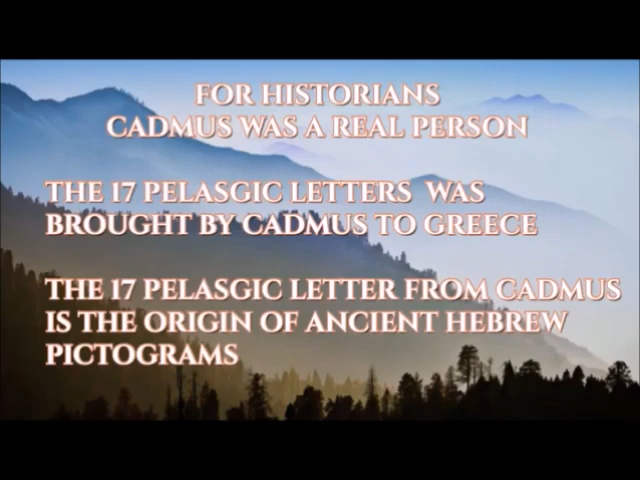 FOR HISTORIANS
CADMUS WAS A REAL PERSON
THE 17 PELASGIC LETTERS WAS
BROUGHT BY CADMUS TO GREECE
THE 17 PELASGIC LETTER FROM CADMUS
IS THE ORIGIN OF ANCIENT HEBREW
PICTOGRAMS